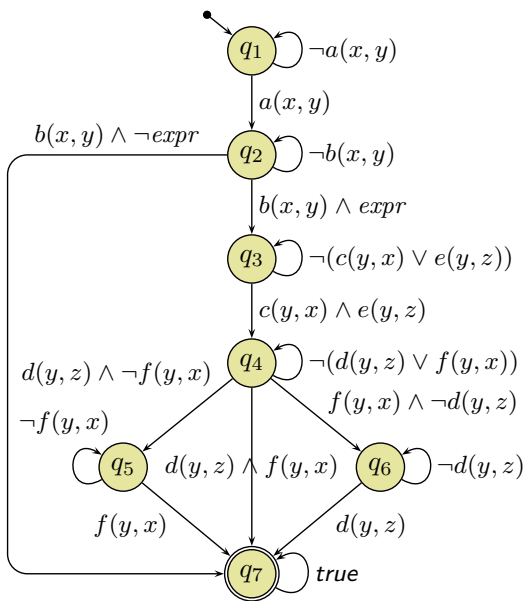 q₁
¬a(x, y)
a(x, y)
b(x, y) ∧ ¬expr
q₂
¬b(x, y)
b(x, y) ∧ expr
q₃
¬(c(y, x) ∨ e(y, z))
c(y, x) ∧ e(y, z)
q₄
¬(d(y, z) ∨ f(y, x))
d(y, z) ∧ ¬f(y, x)
f(y, x) ∧ ¬d(y, z)
¬f(y, x)
q₅
d(y, z) ∧ f(y, x)
q₆
¬d(y, z)
f(y, x)
d(y, z)
q₇
true